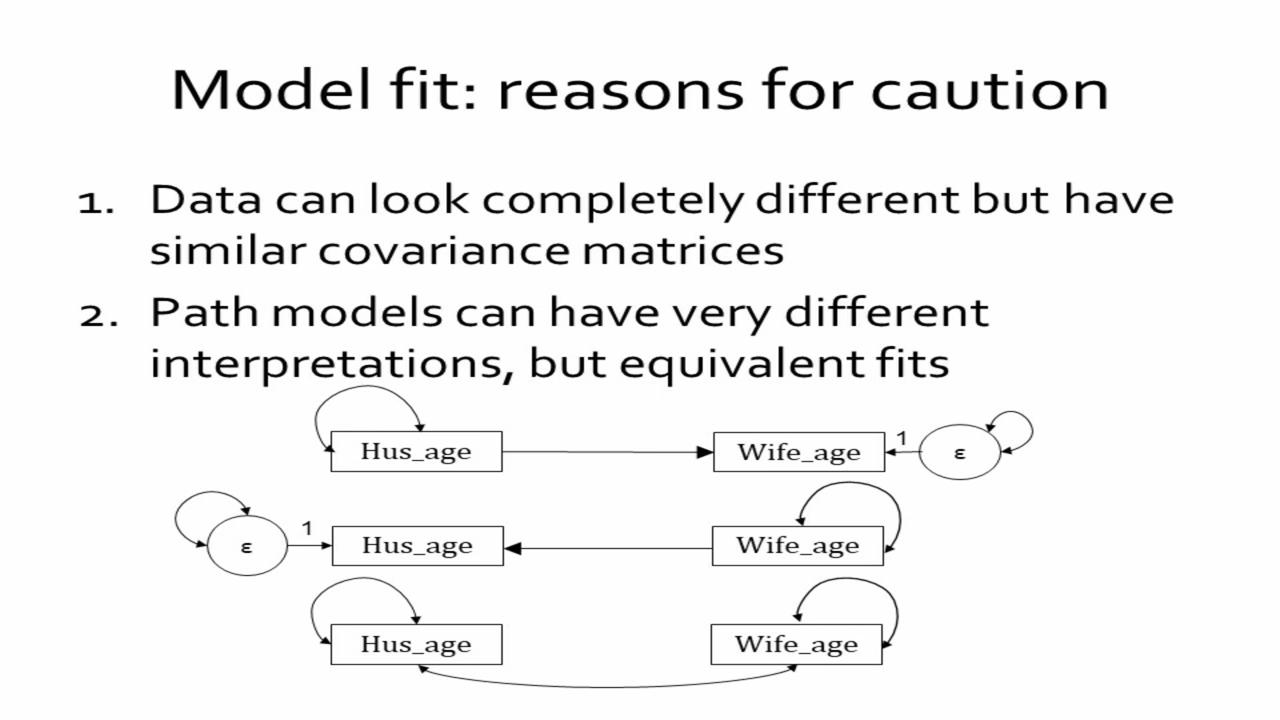 Model fit: reasons for caution
1. Data can look completely different but have
similar covariance matrices
2. Path models can have very different
interpretations, but equivalent fits
Hus_age Wife_age 1 ε
ε 1 Hus_age Wife_age
Hus_age Wife_age